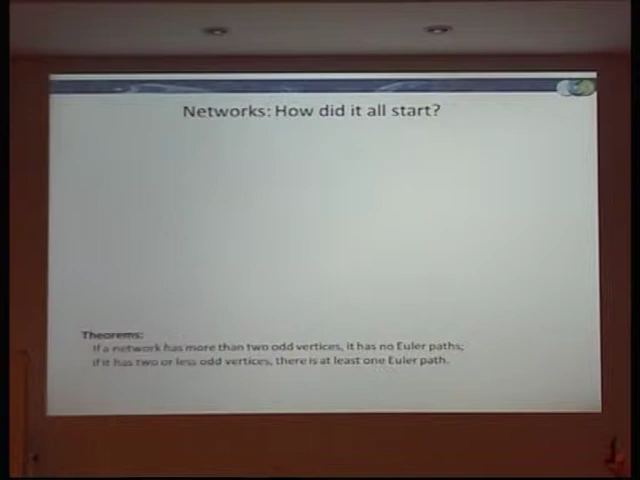 Networks: How did it all start?
Theorems:
If a network has more than two odd vertices, it has no Euler paths;
if it has two or less odd vertices, there is at least one Euler path.